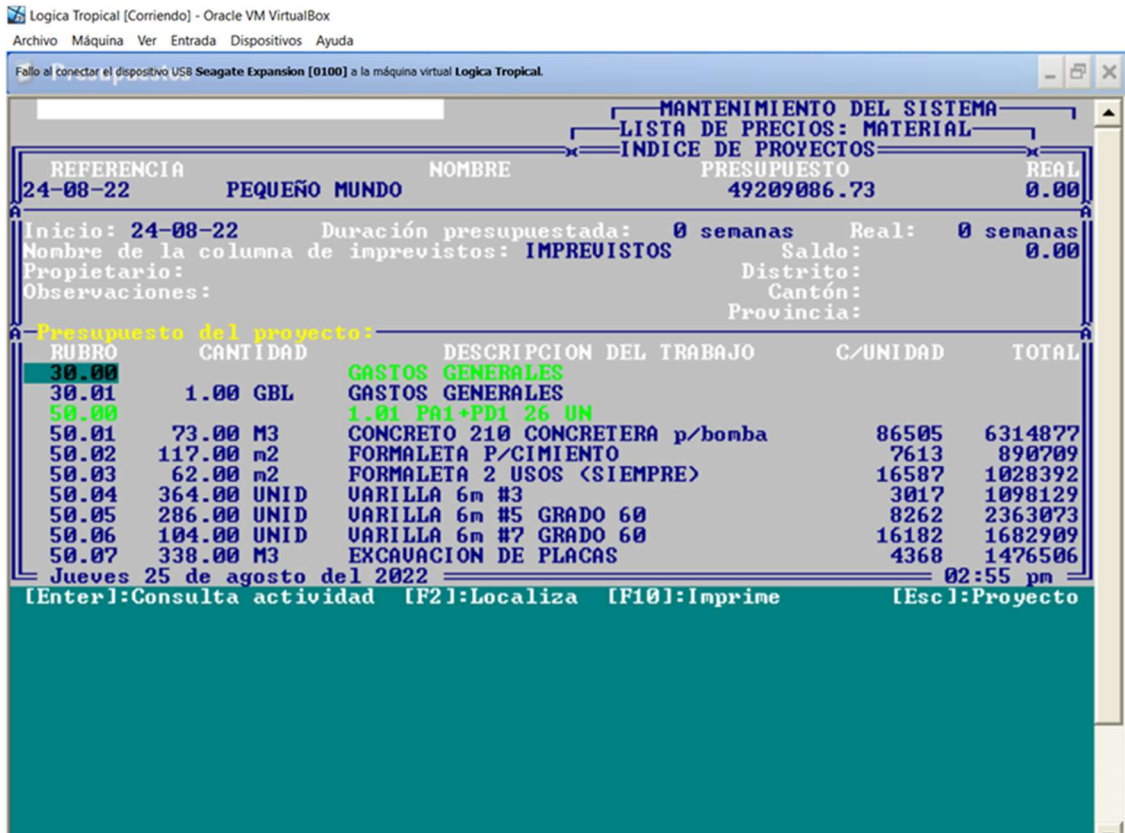 Logica Tropical [Corriendo] - Oracle VM VirtualBox
Archivo Máquina Ver Entrada Dispositivos Ayuda
Fallo al conectar el dispositivo USB Seagate Expansion [0100] a la máquina virtual Logica Tropical.
MANTENIMIENTO DEL SISTEMA
LISTA DE PRECIOS: MATERIAL
INDICE DE PROYECTOS
REFERENCIA NOMBRE PRESUPUESTO REAL
24-08-22 PEQUEÑO MUNDO 49209086.73 0.00
Inicio: 24-08-22 Duración presupuestada: 0 semanas Real: 0 semanas
Nombre de la columna de imprevistos: IMPREVISTOS Saldo: 0.00
Propietario: Distrito:
Observaciones: Cantón:
Provincia:
Presupuesto del proyecto:
RUBRO CANTIDAD DESCRIPCION DEL TRABAJO C/UNIDAD TOTAL
30.00 GASTOS GENERALES
30.01 1.00 GBL GASTOS GENERALES
50.00 1.01 PA1+PD1 26 UN
50.01 73.00 M3 CONCRETO 210 CONCRETERA p/bomba 86505 6314877
50.02 117.00 m2 FORMALETA P/CIMIENTO 7613 890709
50.03 62.00 m2 FORMALETA 2 USOS (SIEMPRE) 16587 1028392
50.04 364.00 UNID VARILLA 6m #3 3017 1098129
50.05 286.00 UNID VARILLA 6m #5 GRADO 60 8262 2363073
50.06 104.00 UNID VARILLA 6m #7 GRADO 60 16182 1682909
50.07 338.00 M3 EXCAVACION DE PLACAS 4368 1476506
Jueves 25 de agosto del 2022 02:55 pm
[Enter]:Consulta actividad [F2]:Localiza [F10]:Imprime [Esc]:Proyecto